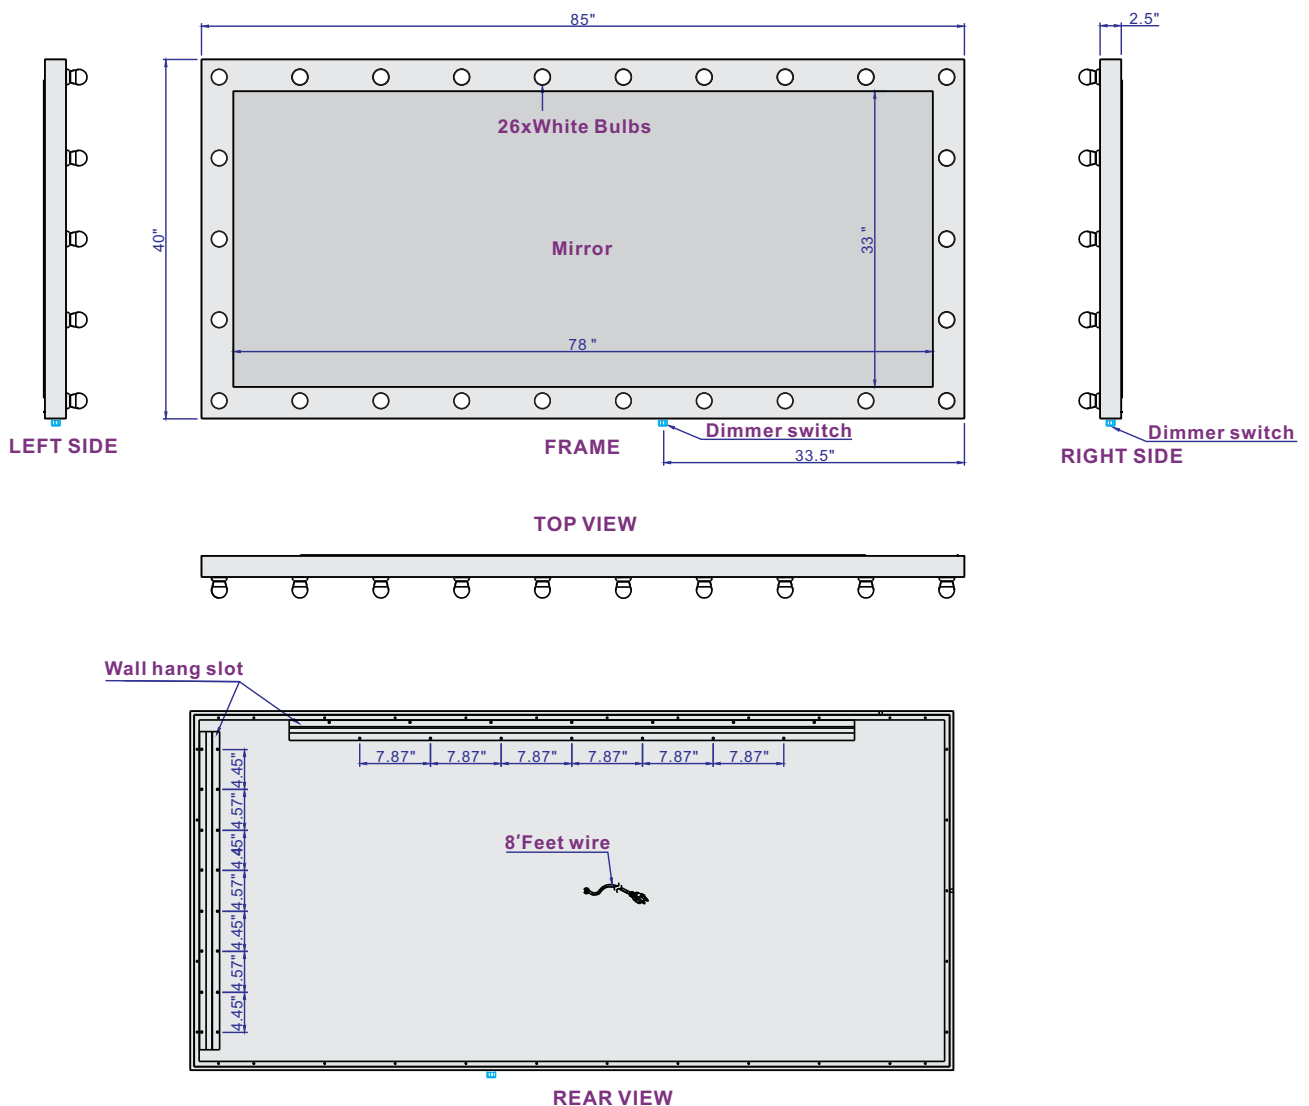 85"
2.5"
26xWhite Bulbs
40"
33"
Mirror
78"
Dimmer switch
33.5"
LEFT SIDE
FRAME
Dimmer switch
RIGHT SIDE
TOP VIEW
Wall hang slot
7.87" 7.87" 7.87" 7.87" 7.87" 7.87"
4.45"
4.57"
4.45"
4.57"
4.45"
4.57"
4.45"
8'Feet wire
REAR VIEW